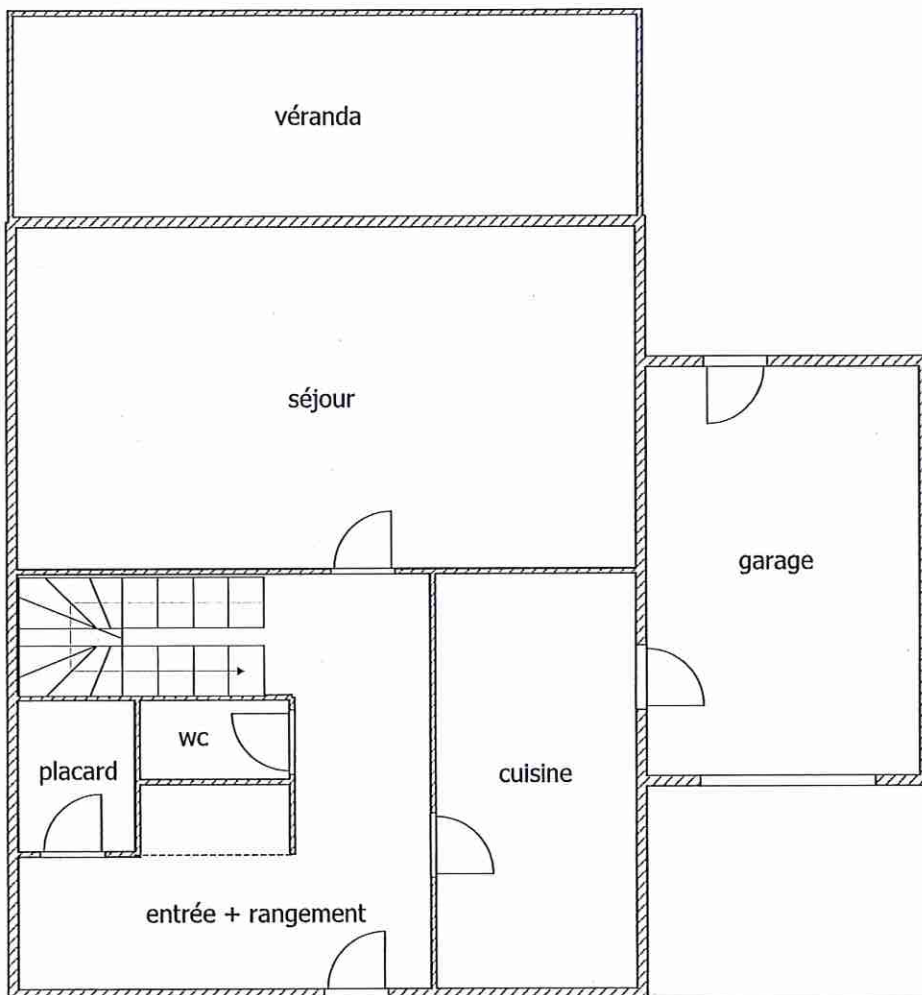 véranda
séjour
garage
wc
placard
cuisine
entrée + rangement